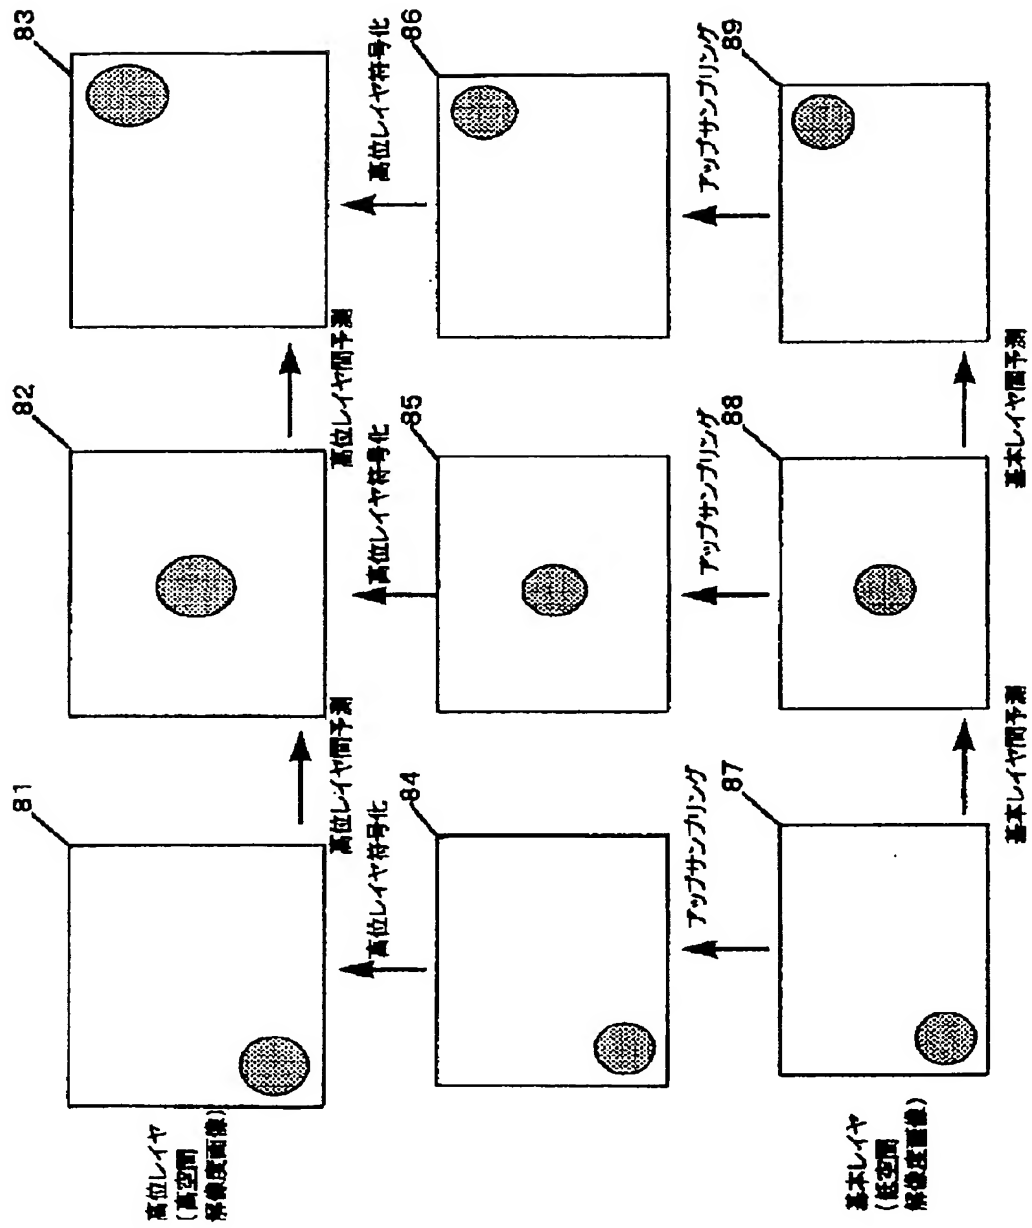 高位レイヤ
(高空間
解像度画像)
81
高位レイヤ間予測
82
高位レイヤ間予測
83
高位レイヤ符号化
高位レイヤ符号化
高位レイヤ符号化
84
85
86
アップサンプリング
アップサンプリング
アップサンプリング
基本レイヤ
(低空間
解像度画像)
87
基本レイヤ間予測
88
基本レイヤ間予測
89